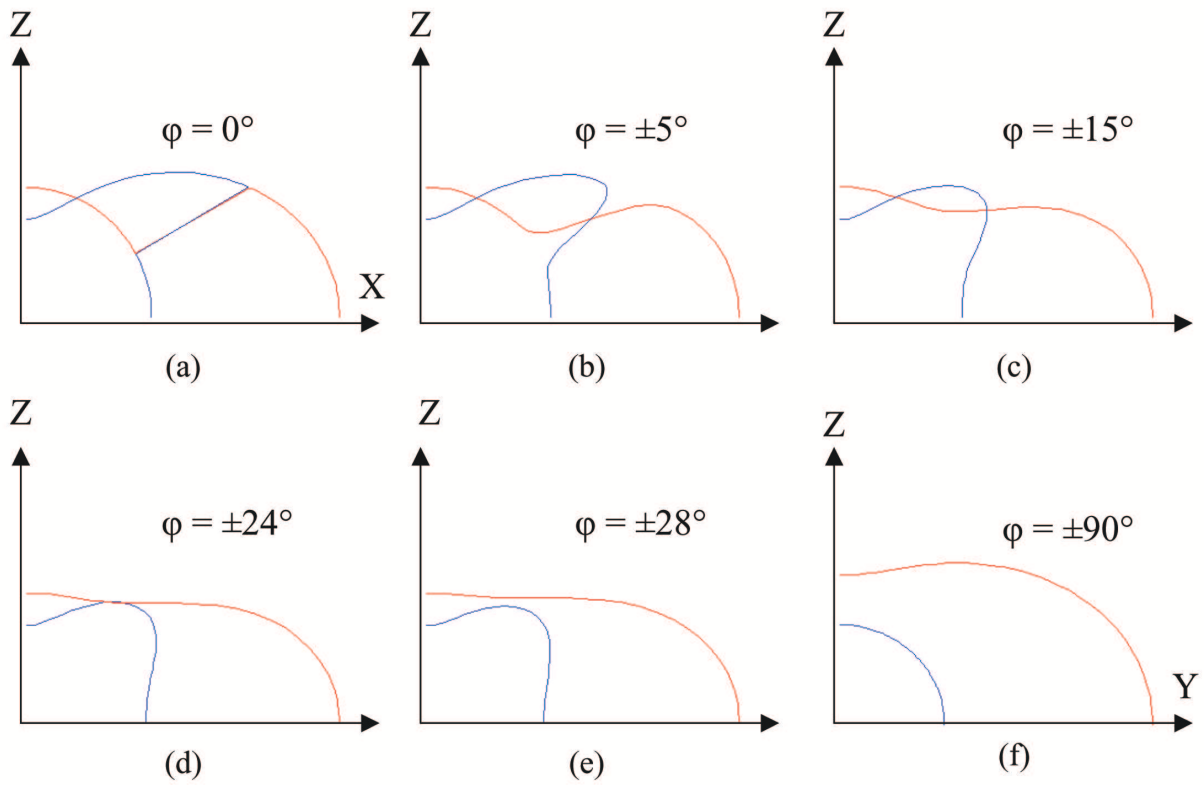 Z
φ = 0°
X
(a)
Z
φ = ±5°
(b)
Z
φ = ±15°
(c)
Z
φ = ±24°
(d)
Z
φ = ±28°
(e)
Z
φ = ±90°
Y
(f)